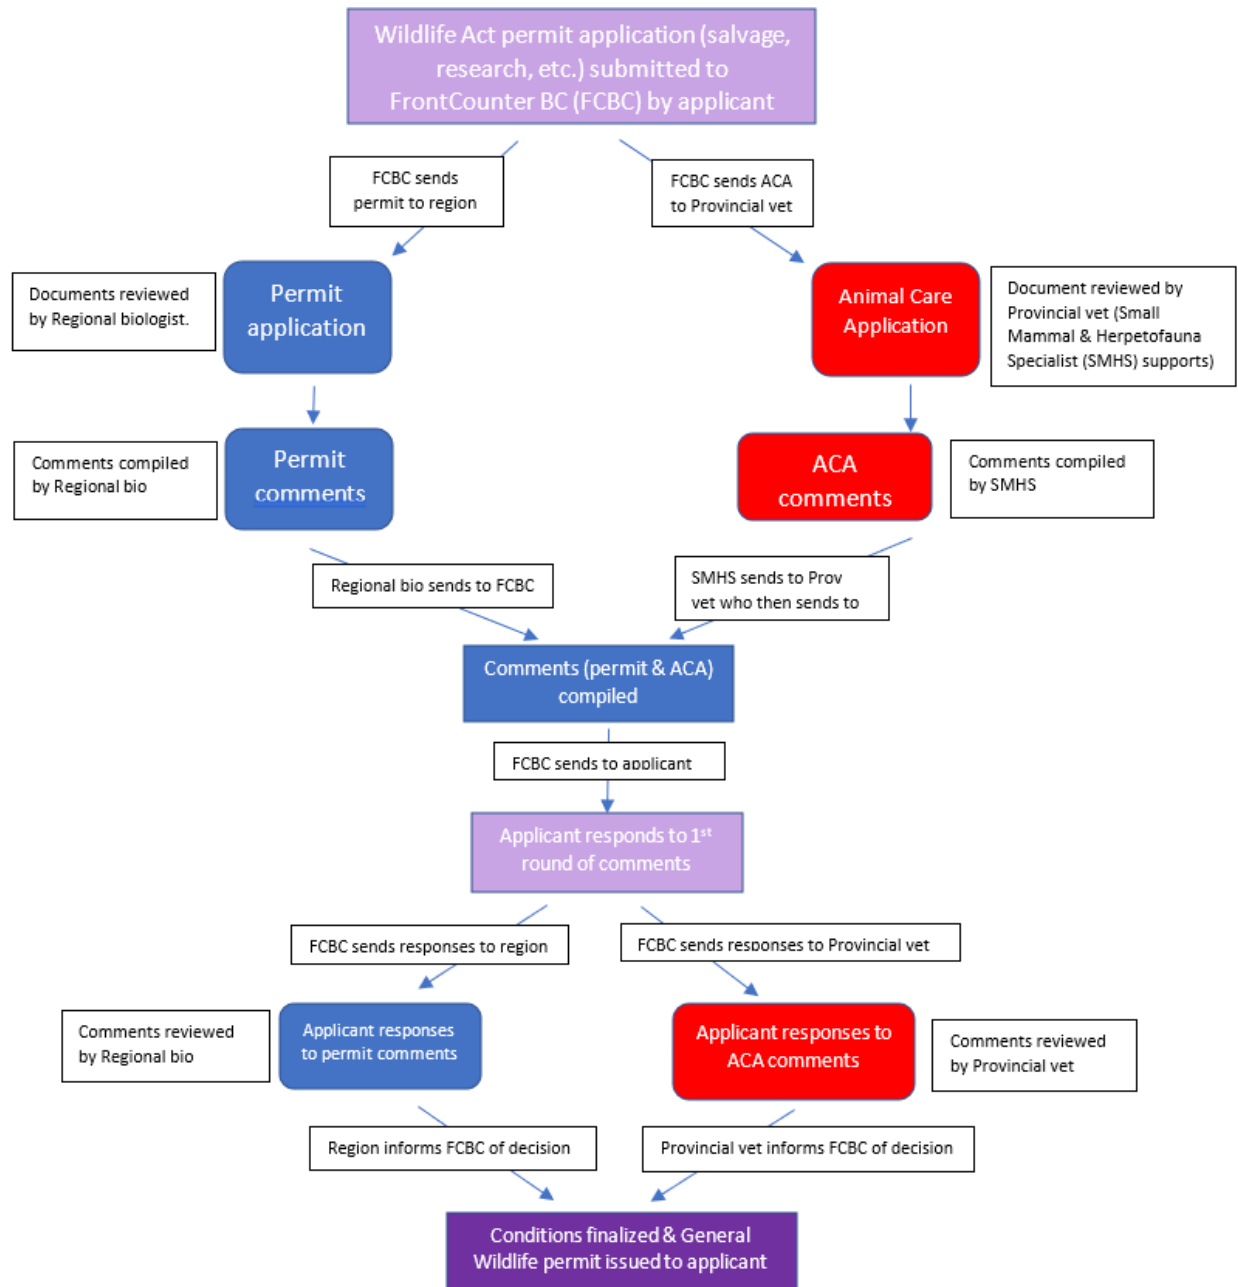 Wildlife Act permit application (salvage,
research, etc.) submitted to
FrontCounter BC (FCBC) by applicant
FCBC sends
permit to region
FCBC sends ACA
to Provincial vet
Documents reviewed
by Regional biologist.
Permit
application
Animal Care
Application
Document reviewed by
Provincial vet (Small
Mammal & Herpetofauna
Specialist (SMHS) supports)
Comments compiled
by Regional bio
Permit
comments
ACA
comments
Comments compiled
by SMHS
Regional bio sends to FCBC
SMHS sends to Prov
vet who then sends to
Comments (permit & ACA)
compiled
FCBC sends to applicant
Applicant responds to 1st
round of comments
FCBC sends responses to region
FCBC sends responses to Provincial vet
Comments reviewed
by Regional bio
Applicant responses
to permit comments
Applicant responses to
ACA comments
Comments reviewed
by Provincial vet
Region informs FCBC of decision
Provincial vet informs FCBC of decision
Conditions finalized & General
Wildlife permit issued to applicant